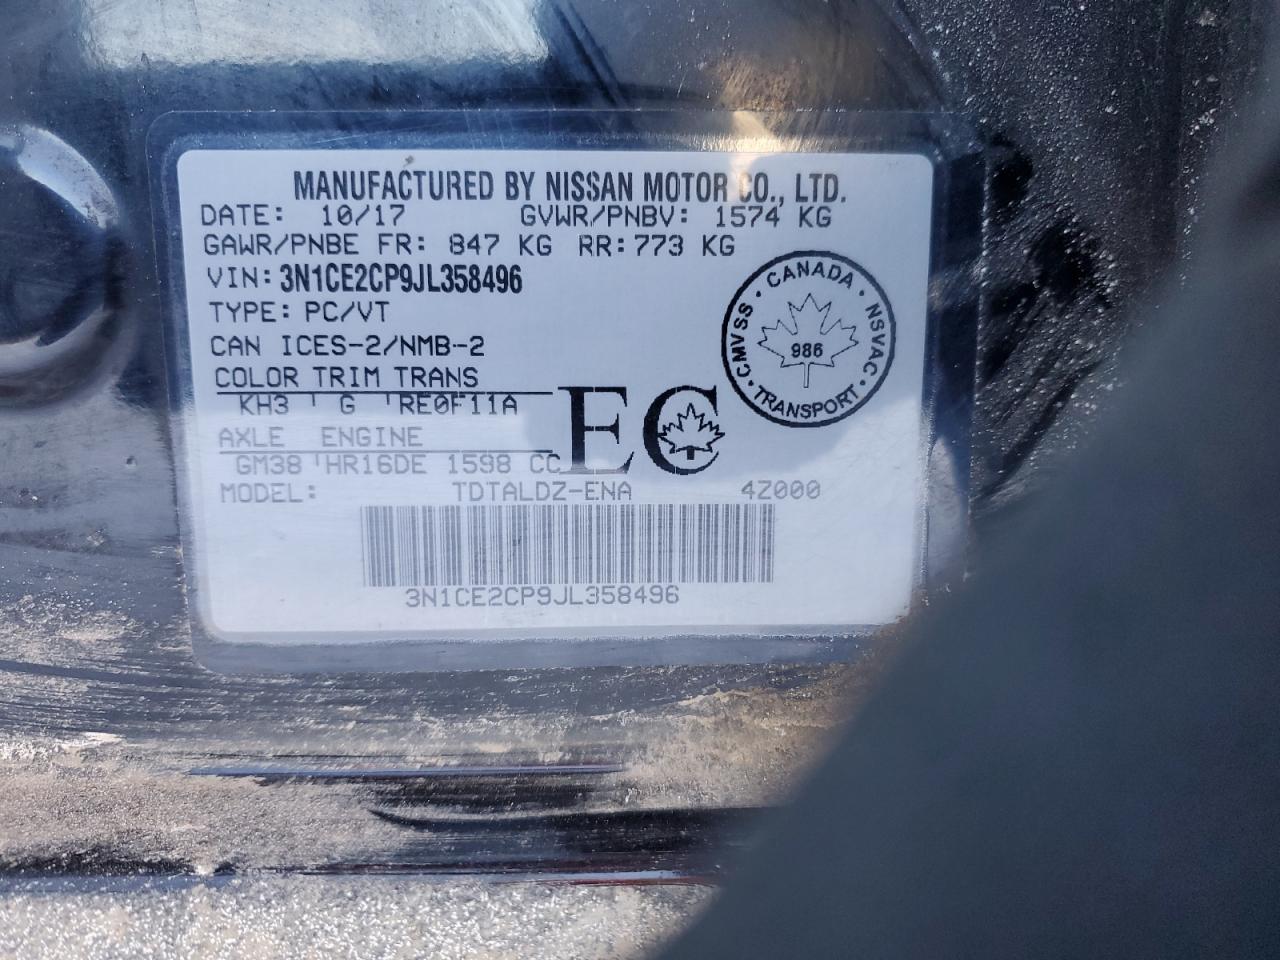 MANUFACTURED BY NISSAN MOTOR CO., LTD.
DATE: 10/17 GVWR/PNBV: 1574 KG
GAWR/PNBE FR: 847 KG RR: 773 KG
VIN: 3N1CE2CP9JL358496
TYPE: PC/VT
CAN ICES-2/NMB-2
COLOR TRIM TRANS
KH3 G RE0F11A
AXLE ENGINE
GM38 HR16DE 1598 CC
EC
CANADA · NSVAC · TRANSPORT · CMVSS ·
986
MODEL: TDTALDZ-ENA 4Z000
3N1CE2CP9JL358496